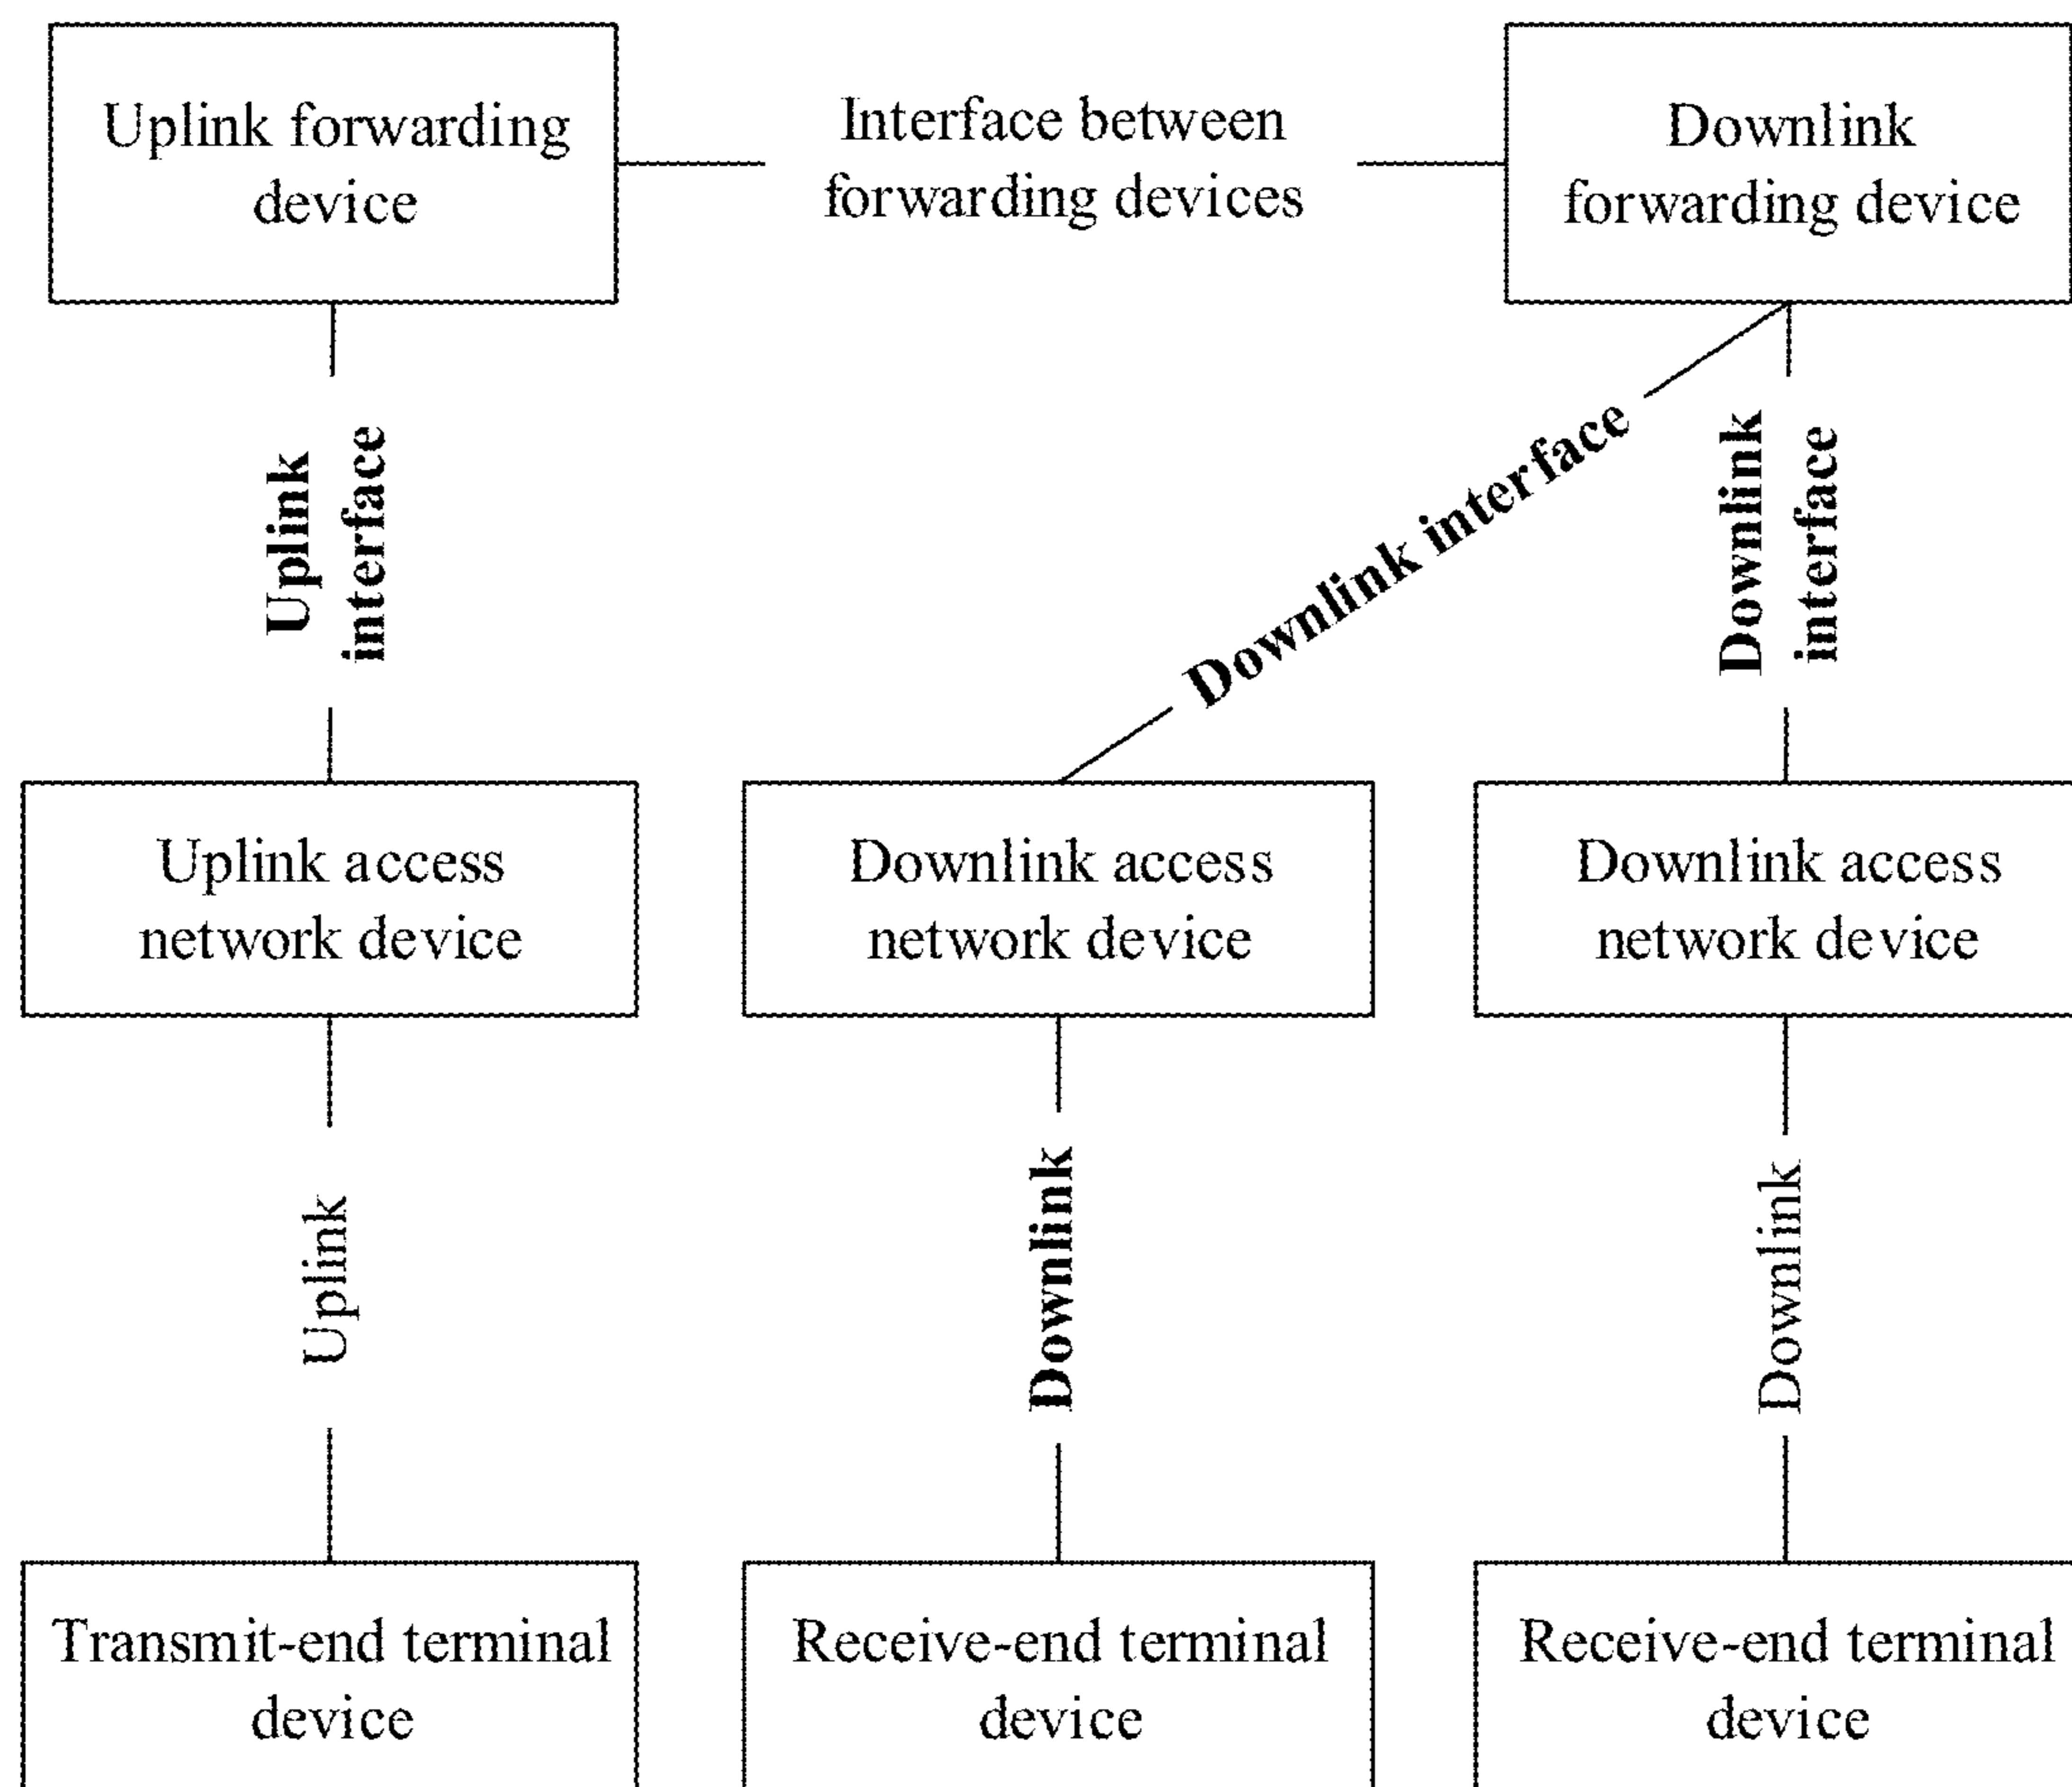 Uplink forwarding
device
Interface between
forwarding devices
Downlink
forwarding device
Uplink
interface
Downlink interface
Downlink
interface
Uplink access
network device
Downlink access
network device
Downlink access
network device
Uplink
Downlink
Downlink
Transmit-end terminal
device
Receive-end terminal
device
Receive-end terminal
device